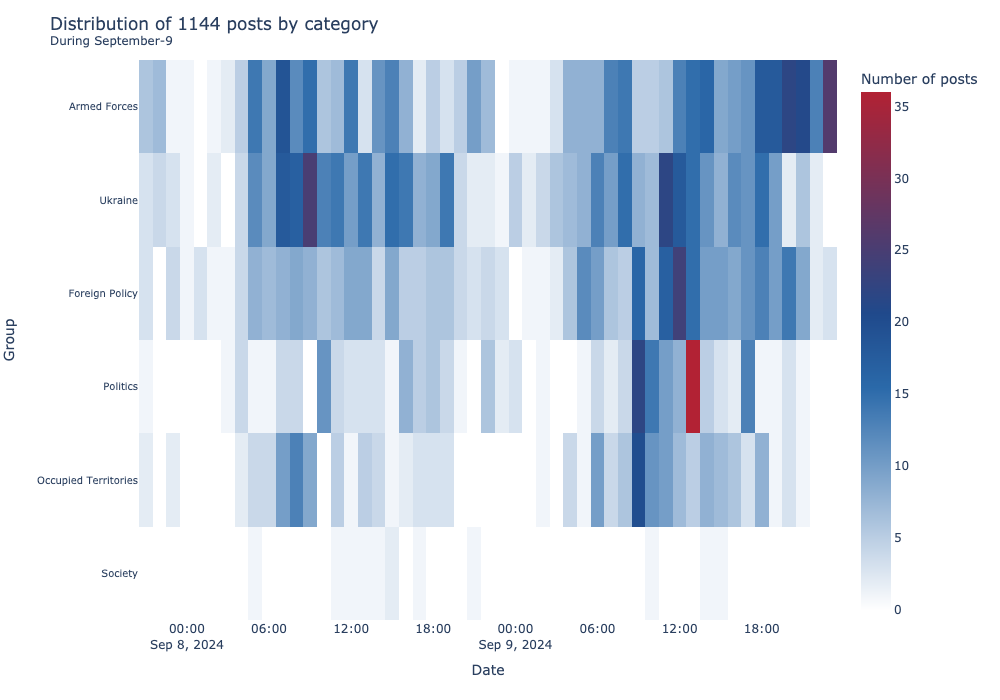 Distribution of 1144 posts by category
During September-9
Number of posts
Armed Forces
Ukraine
Foreign Policy
Politics
Occupied Territories
Society
Group
35
30
25
20
15
10
5
0
00:00 06:00 12:00 18:00 00:00 06:00 12:00 18:00
Sep 8, 2024 Sep 9, 2024
Date